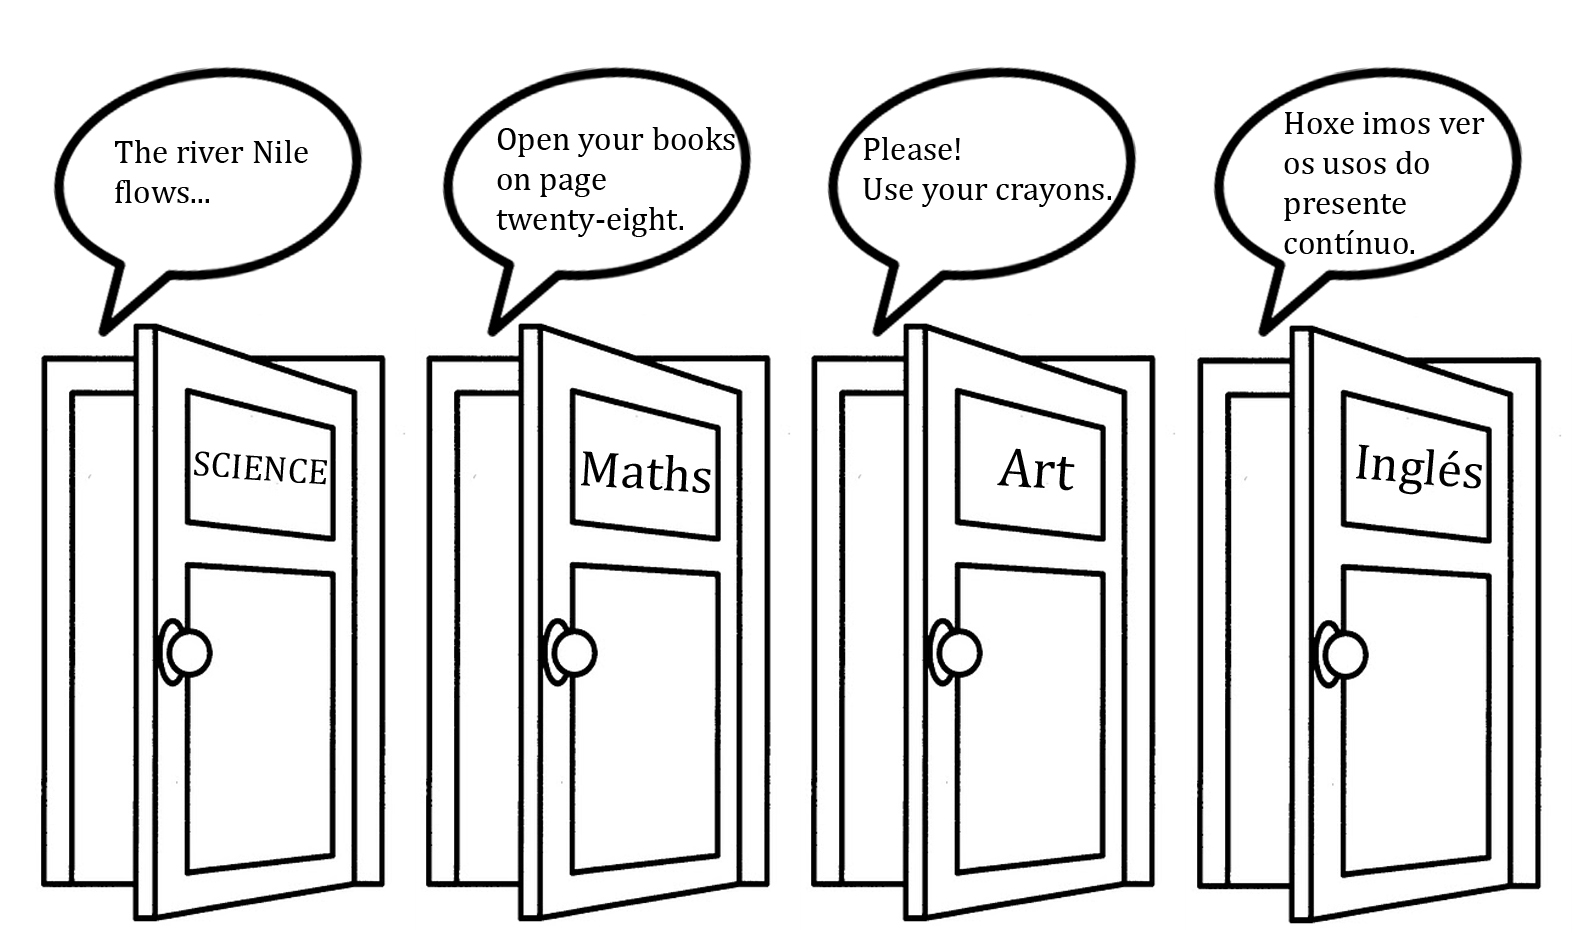 The river Nile
flows...
Open your books
on page
twenty-eight.
Please!
Use your crayons.
Hoxe imos ver
os usos do
presente
contínuo.
SCIENCE
Maths
Art
Inglés